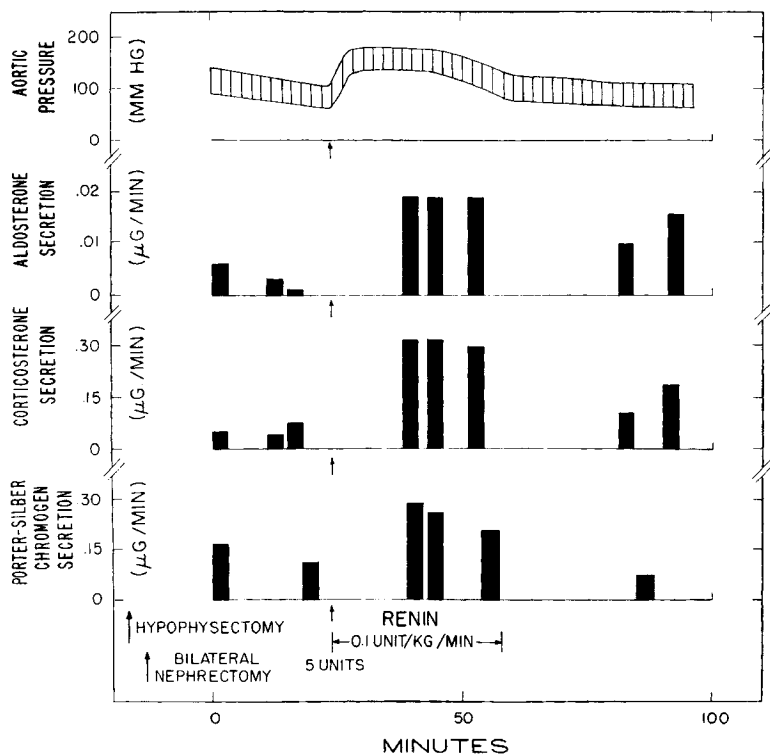 AORTIC
PRESSURE
(MM HG)
200
100
0
ALDOSTERONE
SECRETION
(μG/MIN)
.02
.01
0
CORTICOSTERONE
SECRETION
(μG/MIN)
.30
.15
0
PORTER-SILBER
CHROMOGEN
SECRETION
(μG/MIN)
.30
.15
0
HYPOPHYSECTOMY
BILATERAL
NEPHRECTOMY
5 UNITS
RENIN
0.1 UNIT/KG/MIN
0 50 100
MINUTES